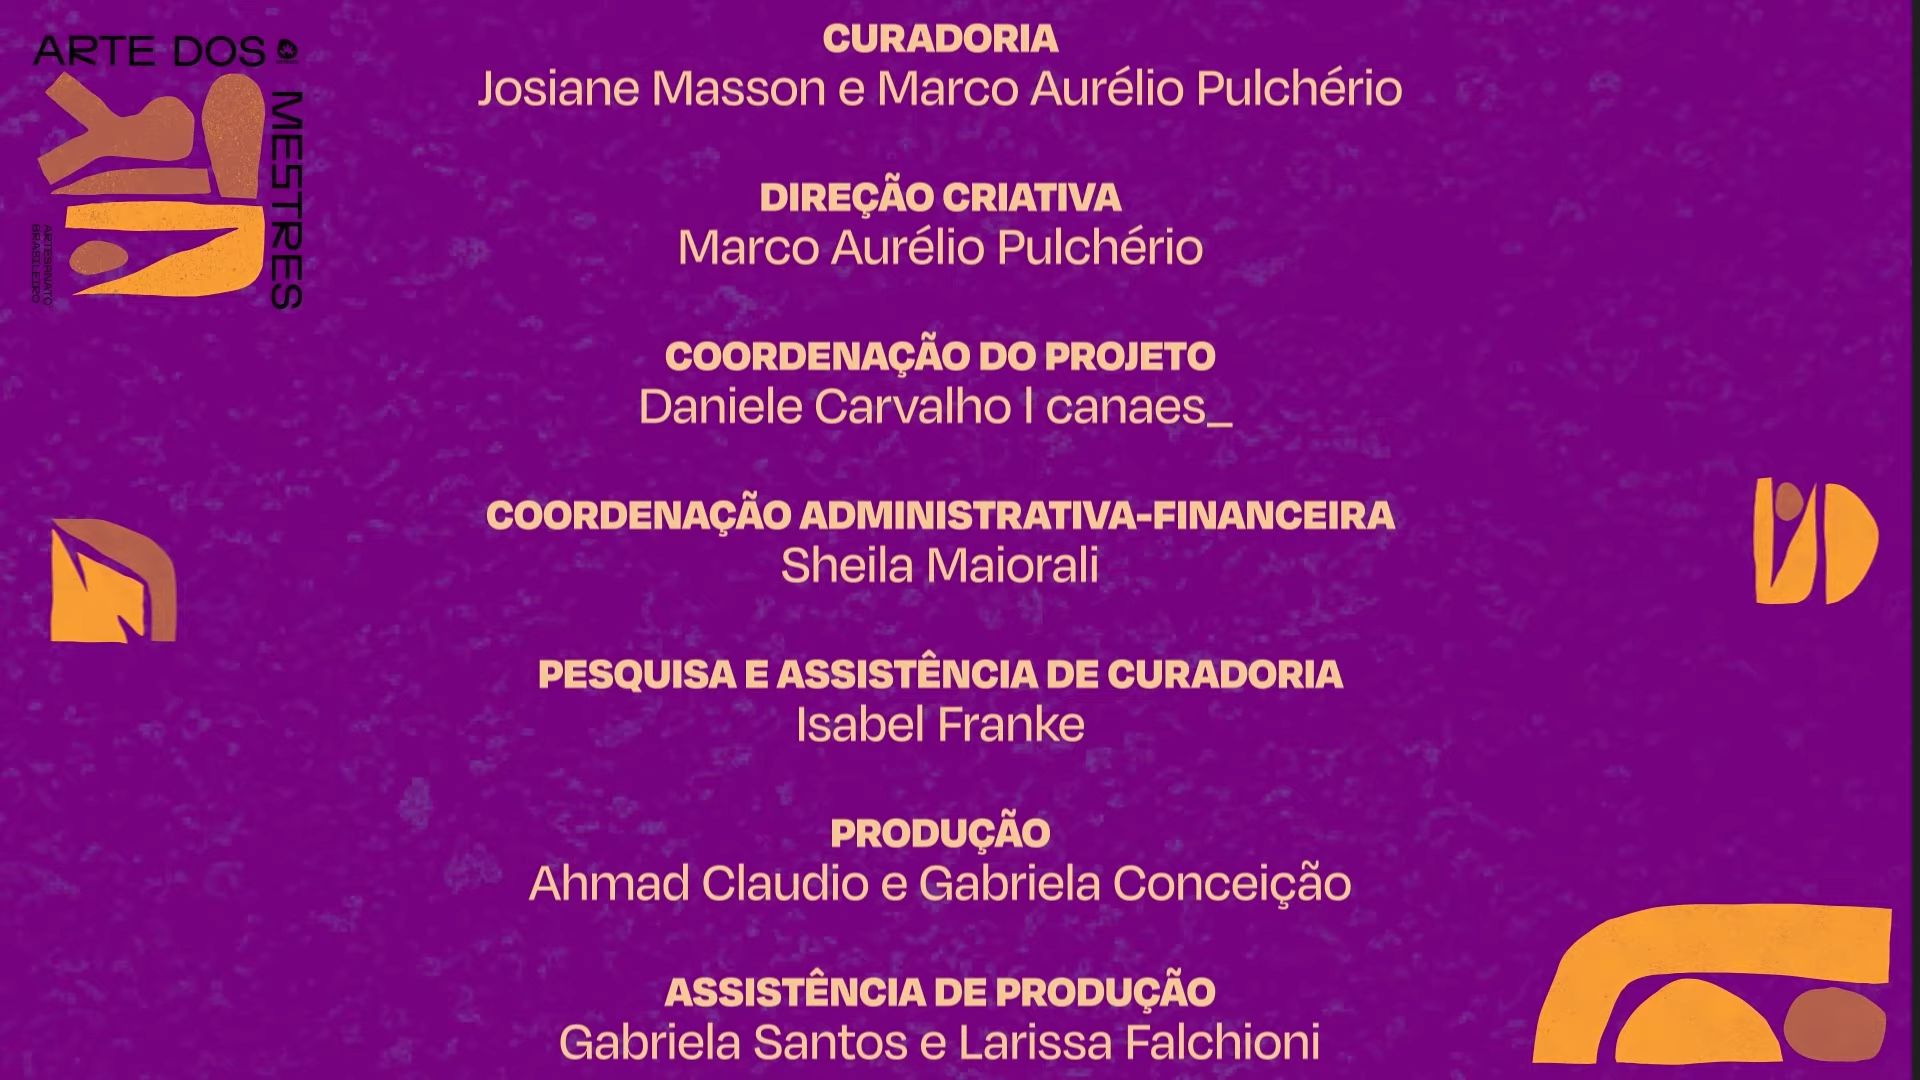 ARTE DOS
MESTRES
ARTESANATO
BRASILEIRO
CURADORIA
Josiane Masson e Marco Aurélio Pulchério
DIREÇÃO CRIATIVA
Marco Aurélio Pulchério
COORDENAÇÃO DO PROJETO
Daniele Carvalho | canaes_
COORDENAÇÃO ADMINISTRATIVA-FINANCEIRA
Sheila Maiorali
PESQUISA E ASSISTÊNCIA DE CURADORIA
Isabel Franke
PRODUÇÃO
Ahmad Claudio e Gabriela Conceição
ASSISTÊNCIA DE PRODUÇÃO
Gabriela Santos e Larissa Falchioni